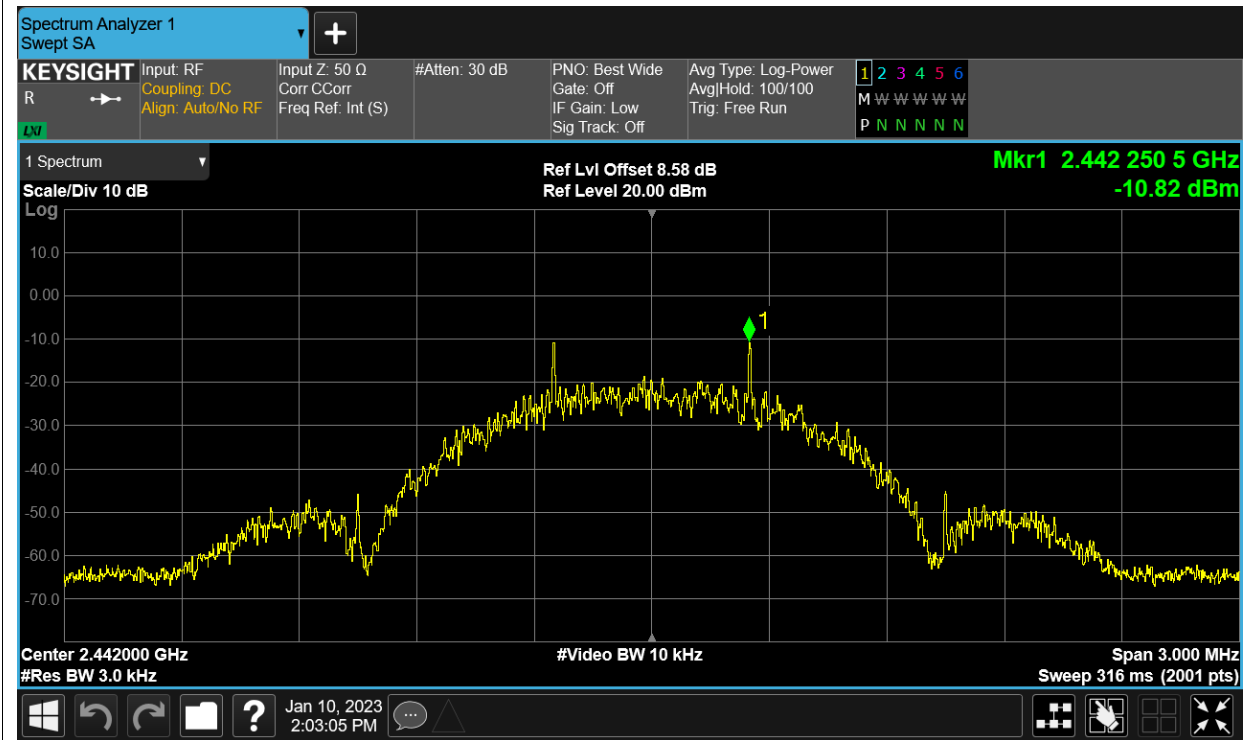 Spectrum Analyzer 1
Swept SA
KEYSIGHT
R
LXI
Input: RF
Coupling: DC
Align: Auto/No RF
Input Z: 50 Ω
Corr CCorr
Freq Ref: Int (S)
#Atten: 30 dB
PNO: Best Wide
Gate: Off
IF Gain: Low
Sig Track: Off
Avg Type: Log-Power
Avg|Hold: 100/100
Trig: Free Run
1 2 3 4 5 6
M W W W W W
P N N N N N
1 Spectrum
Scale/Div 10 dB
Ref Lvl Offset 8.58 dB
Ref Level 20.00 dBm
Mkr1 2.442 250 5 GHz
-10.82 dBm
Log
10.0
0.00
-10.0
-20.0
-30.0
-40.0
-50.0
-60.0
-70.0
1
Center 2.442000 GHz
#Res BW 3.0 kHz
#Video BW 10 kHz
Span 3.000 MHz
Sweep 316 ms (2001 pts)
?
Jan 10, 2023
2:03:05 PM